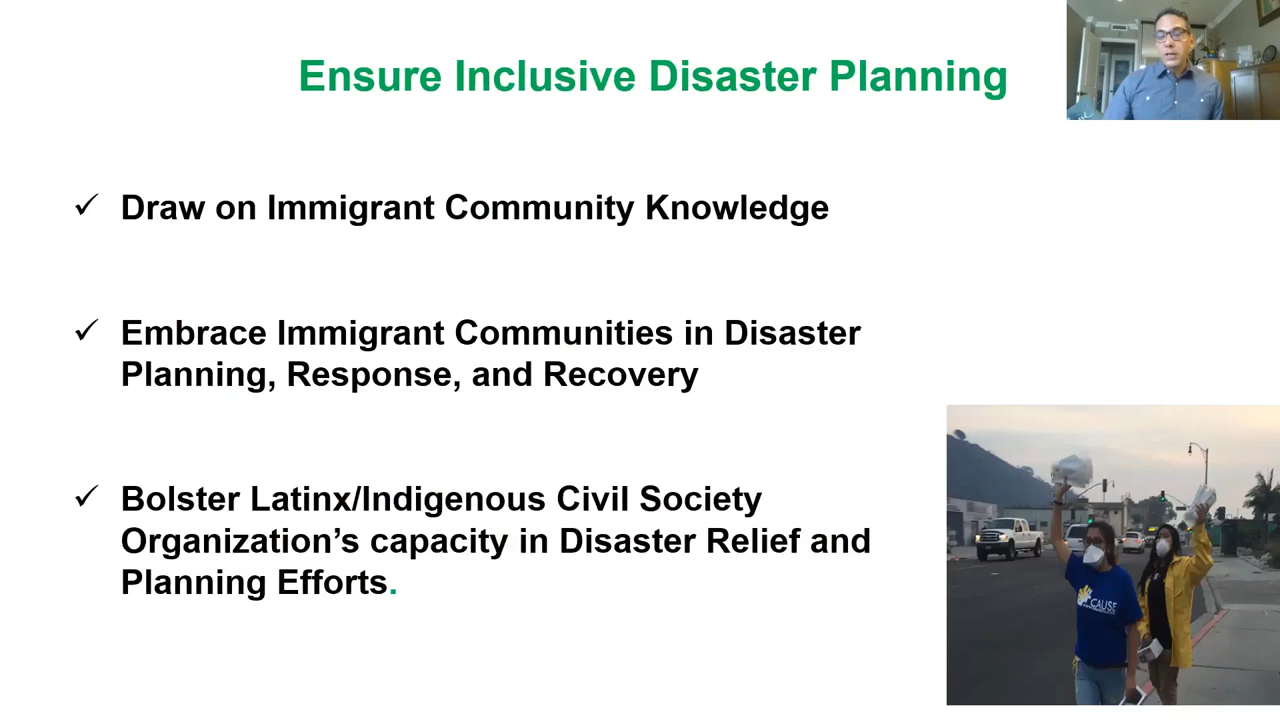 Ensure Inclusive Disaster Planning
✓ Draw on Immigrant Community Knowledge
✓ Embrace Immigrant Communities in Disaster
Planning, Response, and Recovery
✓ Bolster Latinx/Indigenous Civil Society
Organization’s capacity in Disaster Relief and
Planning Efforts.
CAUSE